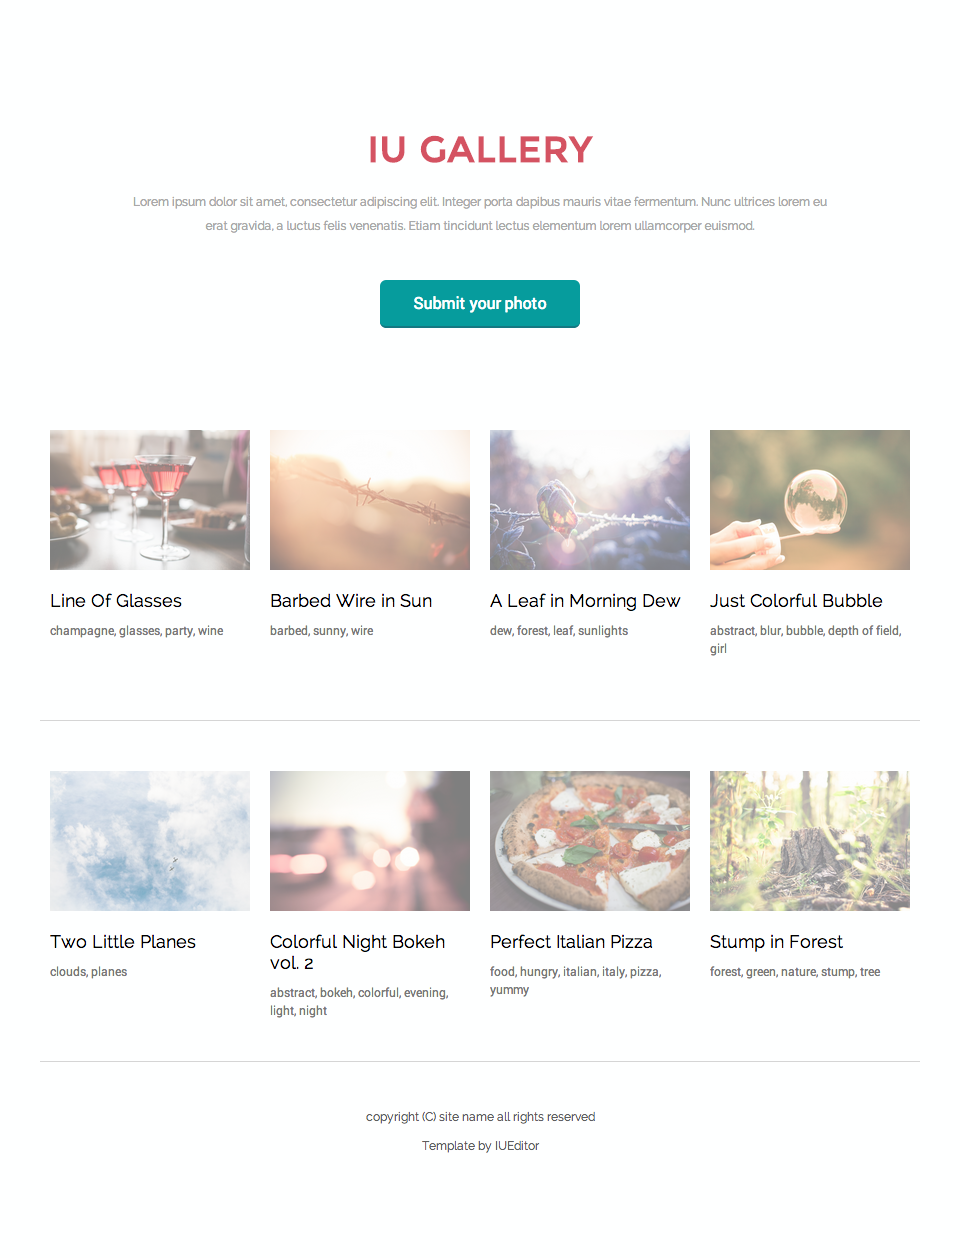 IU GALLERY
Lorem ipsum dolor sit amet, consectetur adipiscing elit. Integer porta dapibus mauris vitae fermentum. Nunc ultrices lorem eu
erat gravida, a luctus felis venenatis. Etiam tincidunt lectus elementum lorem ullamcorper euismod.
Submit your photo
Line Of Glasses
champagne, glasses, party, wine
Barbed Wire in Sun
barbed, sunny, wire
A Leaf in Morning Dew
dew, forest, leaf, sunlights
Just Colorful Bubble
abstract, blur, bubble, depth of field,
girl
Two Little Planes
clouds, planes
Colorful Night Bokeh
vol. 2
abstract, bokeh, colorful, evening,
light, night
Perfect Italian Pizza
food, hungry, italian, italy, pizza,
yummy
Stump in Forest
forest, green, nature, stump, tree
copyright (C) site name all rights reserved
Template by IUEditor